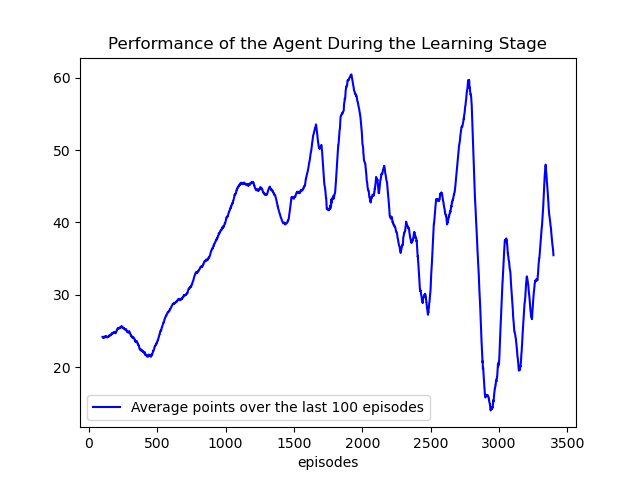 Performance of the Agent During the Learning Stage
60
50
40
30
20
Average points over the last 100 episodes
0 500 1000 1500 2000 2500 3000 3500
episodes